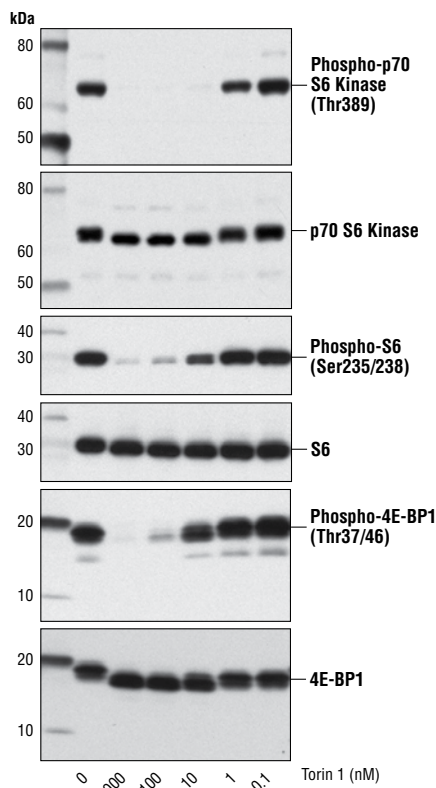 kDa
80
60
50
Phospho-p70
S6 Kinase
(Thr389)
80
60
50
p70 S6 Kinase
40
30
Phospho-S6
(Ser235/238)
40
30
S6
20
10
Phospho-4E-BP1
(Thr37/46)
20
10
4E-BP1
0 100 10 1 0.1 Torin 1 (nM)